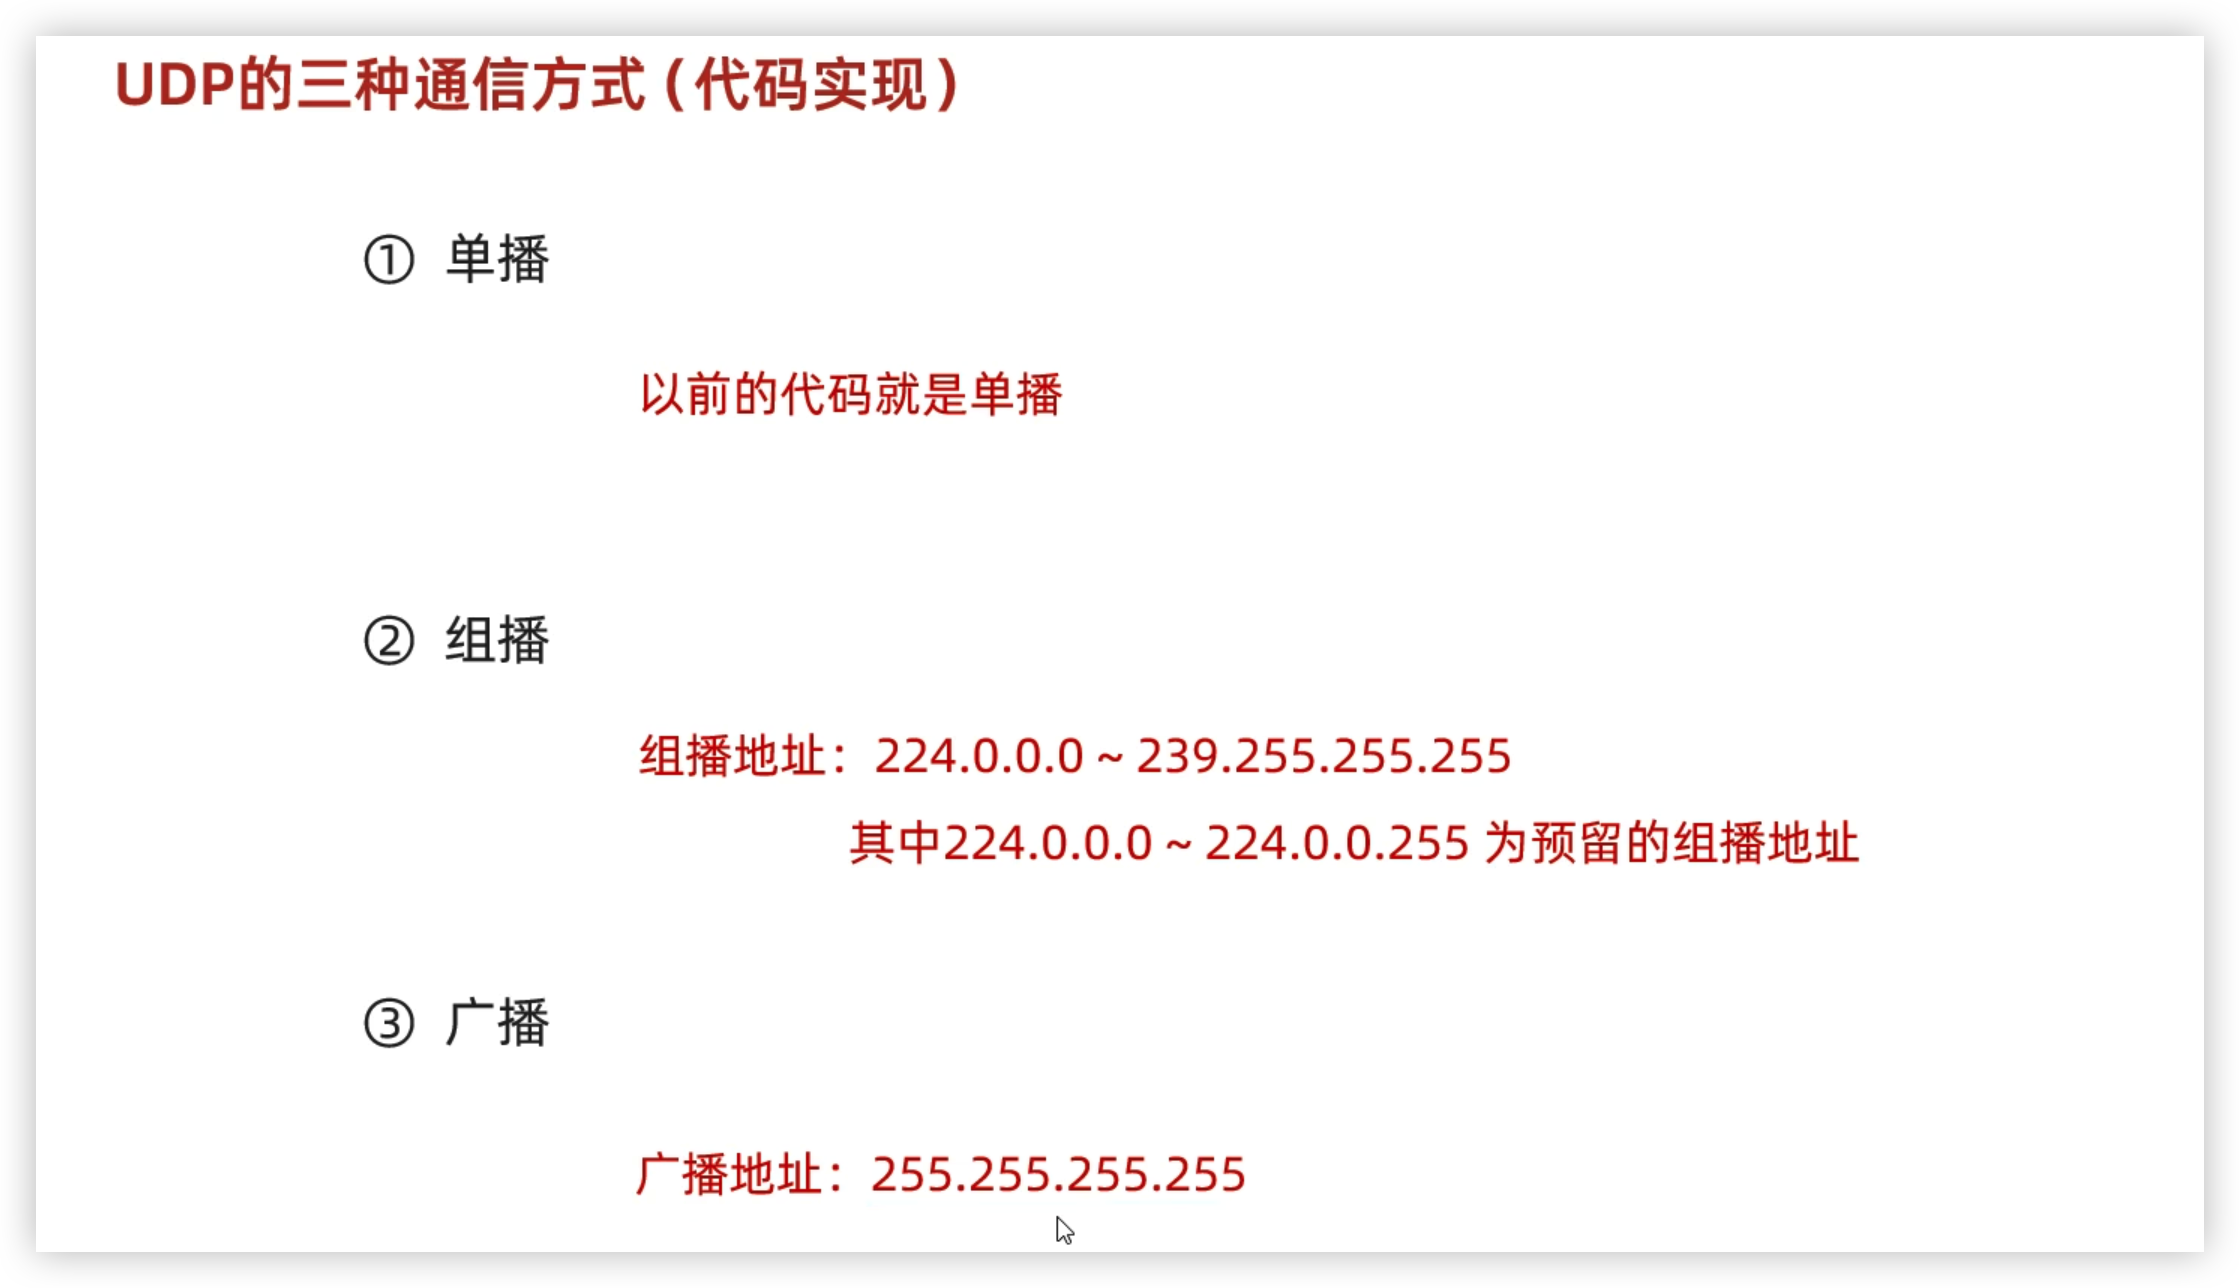 UDP的三种通信方式(代码实现)
① 单播
以前的代码就是单播
② 组播
组播地址：224.0.0.0 ~ 239.255.255.255
其中224.0.0.0 ~ 224.0.0.255 为预留的组播地址
③ 广播
广播地址：255.255.255.255